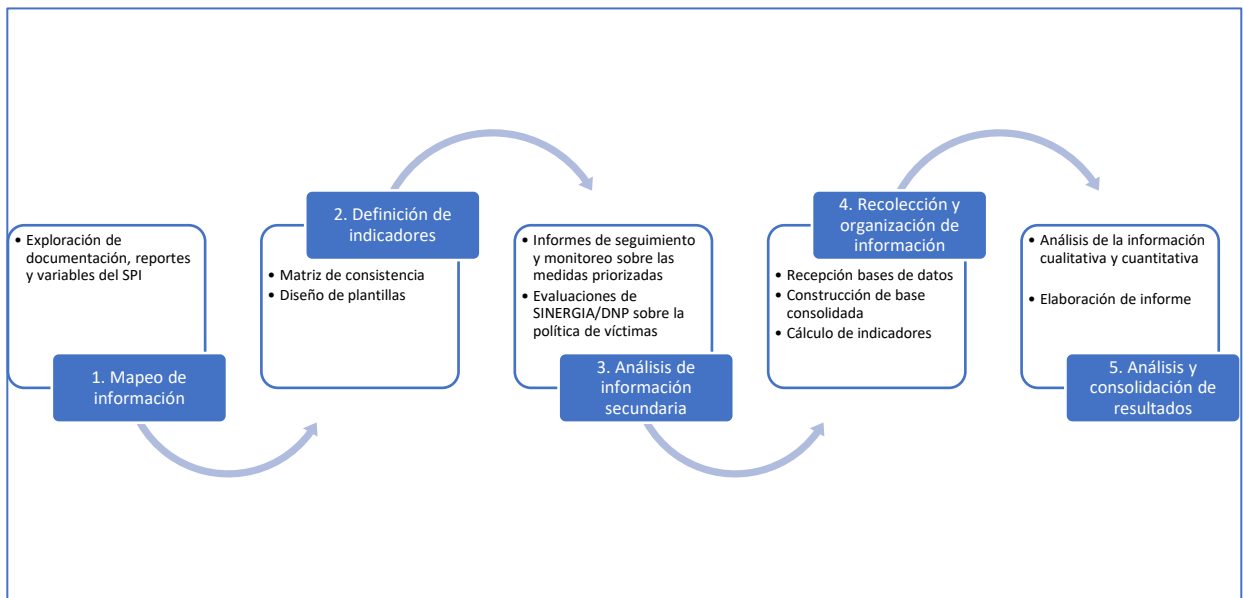 • Exploración de
documentación, reportes
y variables del SPI
1. Mapeo de
información
2. Definición de
indicadores
• Matriz de consistencia
• Diseño de plantillas
• Informes de seguimiento
y monitoreo sobre las
medidas priorizadas
• Evaluaciones de
SINERGIA/DNP sobre la
política de víctimas
3. Análisis de
información
secundaria
4. Recolección y
organización de
información
• Recepción bases de datos
• Construcción de base
consolidada
• Cálculo de indicadores
• Análisis de la información
cualitativa y cuantitativa
• Elaboración de informe
5. Análisis y
consolidación de
resultados